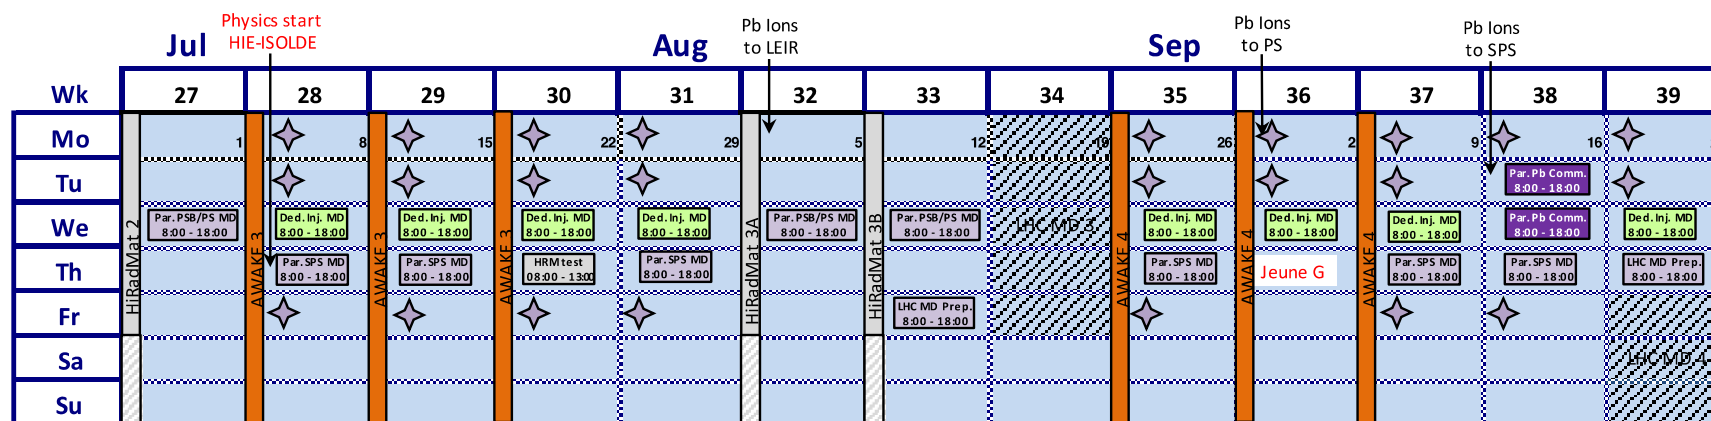 Physics start
HIE-ISOLDE
Jul
Aug
Pb Ions
to LEIR
Sep
Pb Ions
to PS
Pb Ions
to SPS
Wk 27 28 29 30 31 32 33 34 35 36 37 38 39
Mo 1 8 15 22 29 5 12 19 26 2 9 16
Tu
Par. Pb Comm.
8:00 - 18:00
We
Par. PSB/PS MD
8:00 - 18:00
Ded. Inj. MD
8:00 - 18:00
Ded. Inj. MD
8:00 - 18:00
Ded. Inj. MD
8:00 - 18:00
Ded. Inj. MD
8:00 - 18:00
Par. PSB/PS MD
8:00 - 18:00
Par. PSB/PS MD
8:00 - 18:00
LHC MD 3
Ded. Inj. MD
8:00 - 18:00
Ded. Inj. MD
8:00 - 18:00
Ded. Inj. MD
8:00 - 18:00
Par. Pb Comm.
8:00 - 18:00
Ded. Inj. MD
8:00 - 18:00
Th
Par. SPS MD
8:00 - 18:00
Par. SPS MD
8:00 - 18:00
HRM test
08:00 - 13:00
Par. SPS MD
8:00 - 18:00
Par. SPS MD
8:00 - 18:00
Jeune G
Par. SPS MD
8:00 - 18:00
Par. SPS MD
8:00 - 18:00
LHC MD Prep.
8:00 - 18:00
Fr
LHC MD Prep.
8:00 - 18:00
Sa
LHC MD 4
Su
HiRadMat 2
AWAKE 3
AWAKE 3
AWAKE 3
HiRadMat 3A
HiRadMat 3B
AWAKE 4
AWAKE 4
AWAKE 4